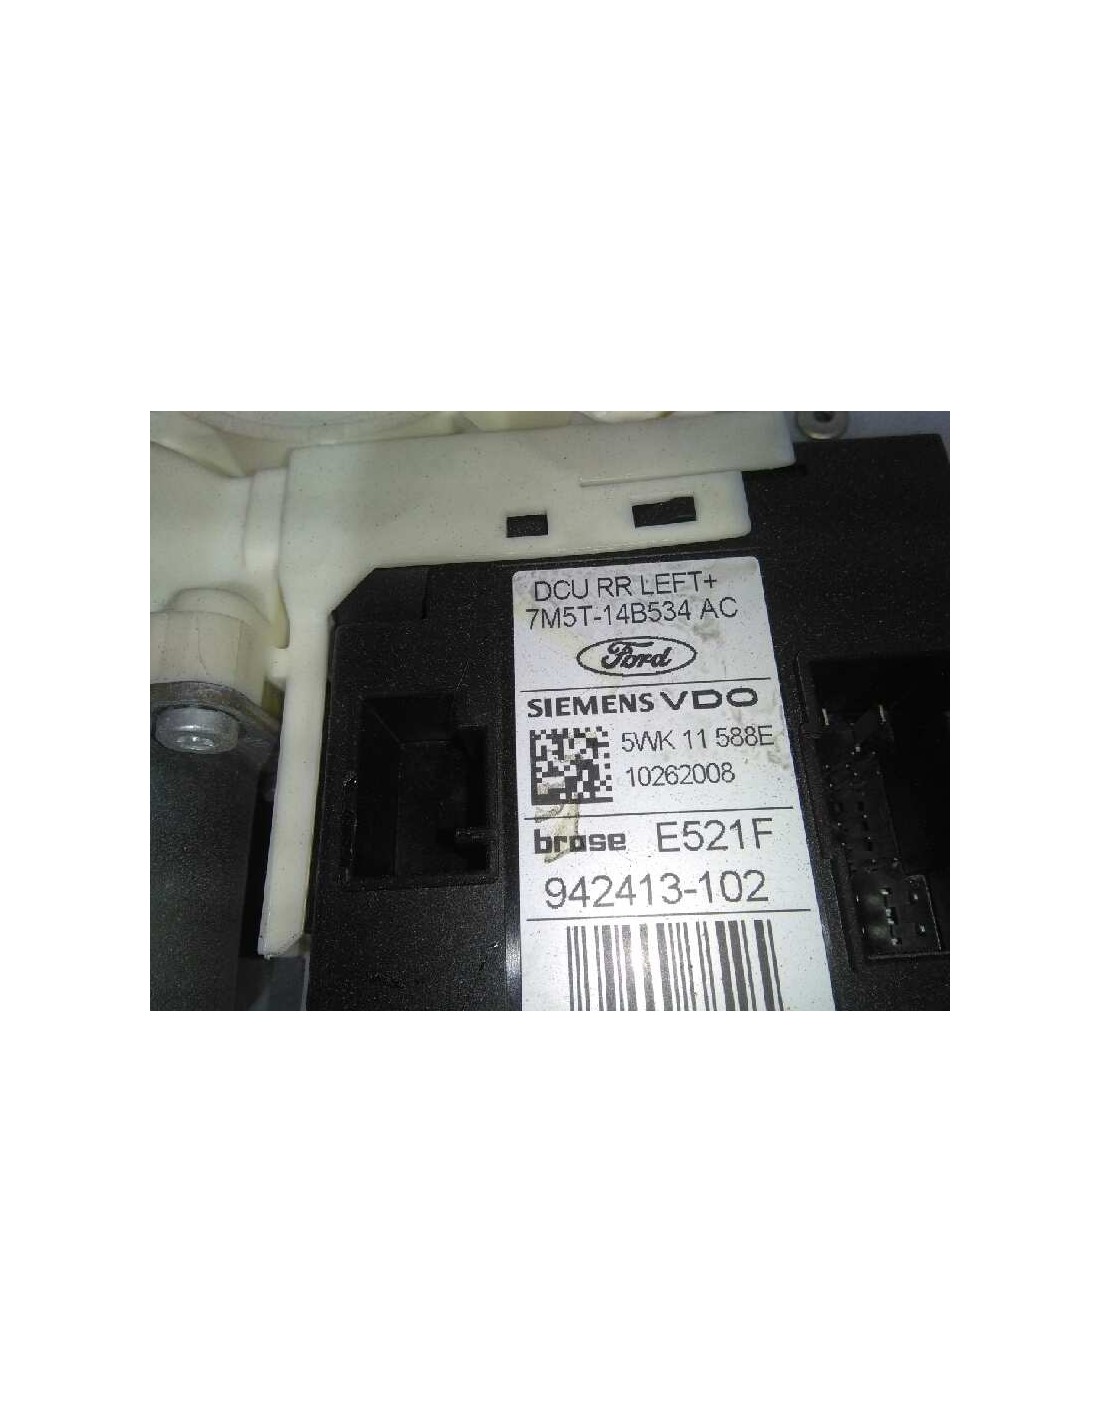 DCU RR LEFT+
7M5T-14B534 AC
Ford
SIEMENS VDO
5WK 11 588E
10262008
brose E521F
942413-102